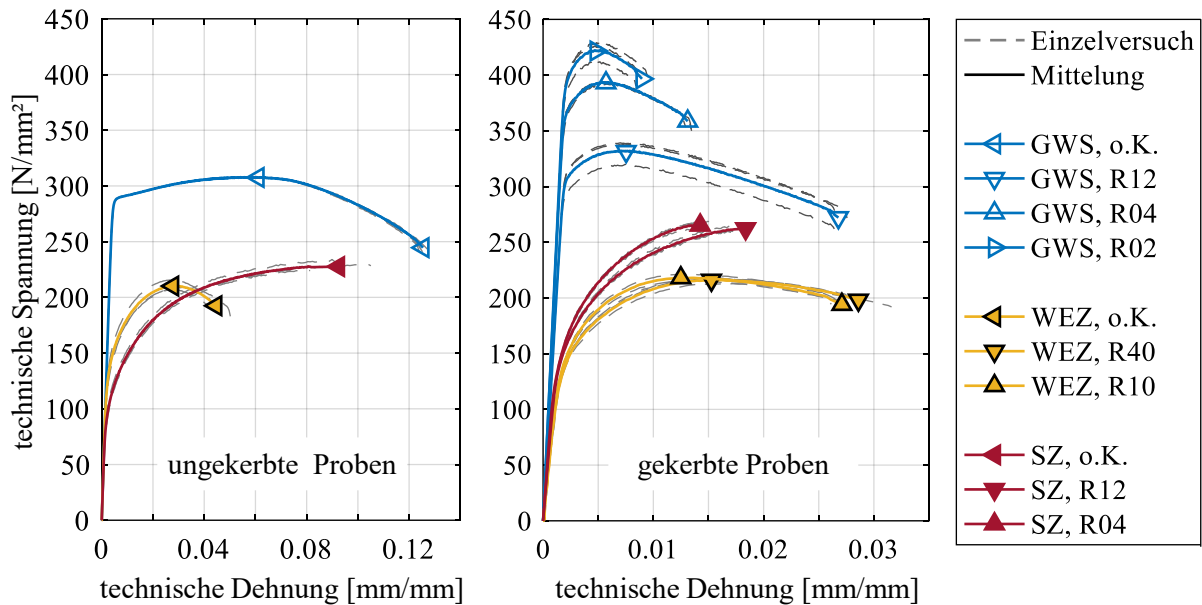 technische Spannung [N/mm²]
450
400
350
300
250
200
150
100
50
0
ungekerbte Proben
0
0.04
0.08
0.12
technische Dehnung [mm/mm]
450
400
350
300
250
200
150
100
50
0
gekerbte Proben
0
0.01
0.02
0.03
technische Dehnung [mm/mm]
Einzelversuch
Mittelung
GWS, o.K.
GWS, R12
GWS, R04
GWS, R02
WEZ, o.K.
WEZ, R40
WEZ, R10
SZ, o.K.
SZ, R12
SZ, R04